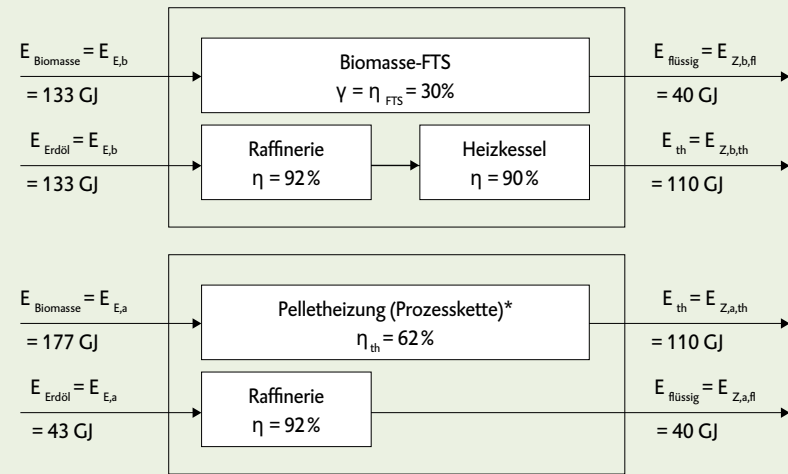 E Biomasse = E E,b
= 133 GJ
Biomasse-FTS
γ = η FTS = 30%
E flüssig = E Z,b,fl
= 40 GJ
E Erdöl = E E,b
= 133 GJ
Raffinerie
η = 92%
Heizkessel
η = 90%
E th = E Z,b,th
= 110 GJ
E Biomasse = E E,a
= 177 GJ
Pelletheizung (Prozesskette)*
η th = 62%
E th = E Z,a,th
= 110 GJ
E Erdöl = E E,a
= 43 GJ
Raffinerie
η = 92%
E flüssig = E Z,a,fl
= 40 GJ